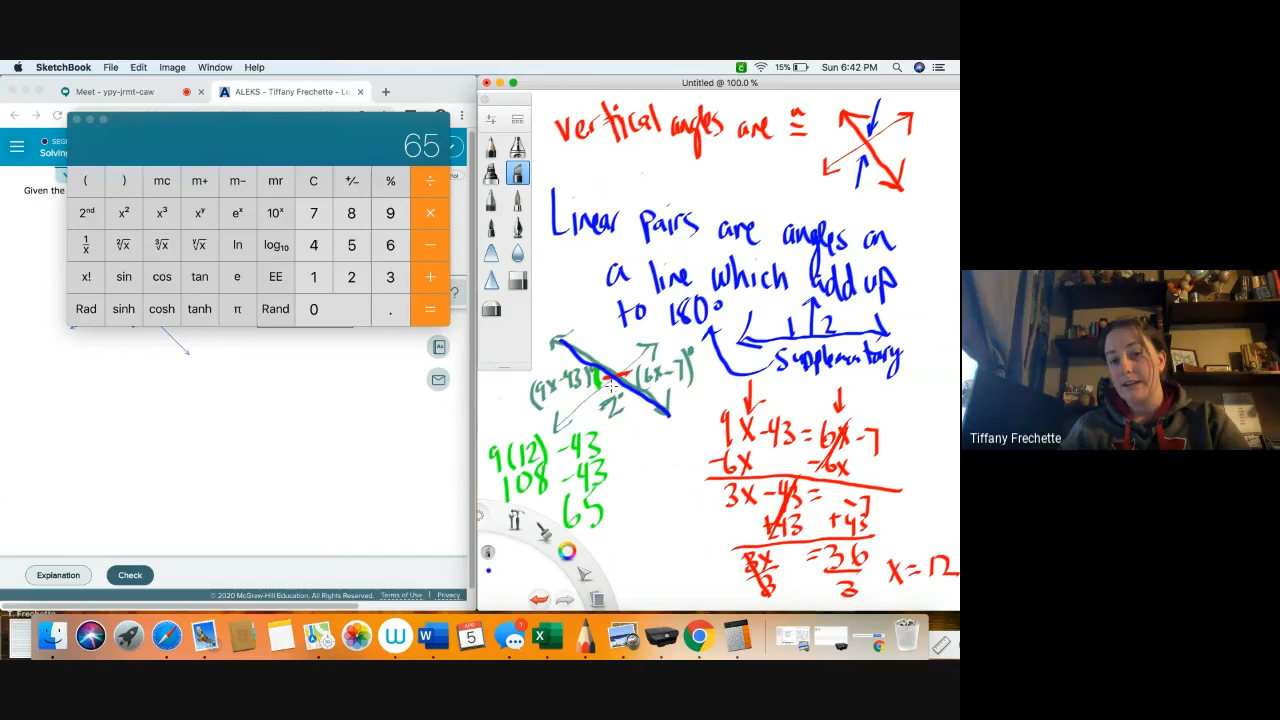 SketchBook File Edit Image Window Help
15% Sun 6:42 PM
Meet - ypy-jrmt-caw
ALEKS - Tiffany Frechette - Le
Untitled @ 100.0 %
Solving
Given the
65
( ) mc m+ m- mr C +/- % ÷
2nd x² x³ xʸ eˣ 10ˣ 7 8 9 ×
1/x ²√x ³√x ʸ√x ln log₁₀ 4 5 6 −
x! sin cos tan e EE 1 2 3 +
Rad sinh cosh tanh π Rand 0 . =
Explanation Check
© 2020 McGraw-Hill Education. All Rights Reserved. Terms of Use Privacy
T. Frechette
vertical angles are ≅
Linear pairs are angles on
a line which add up
to 180°
1 2
supplementary
(9x-43)° (6x-7)°
z
9(12) -43
108 -43
65
9x-43=6x-7
-6x -6x
3x-43= -7
+43 +43
3x/3 = 36/3
x=12
APR
5
1
Tiffany Frechette